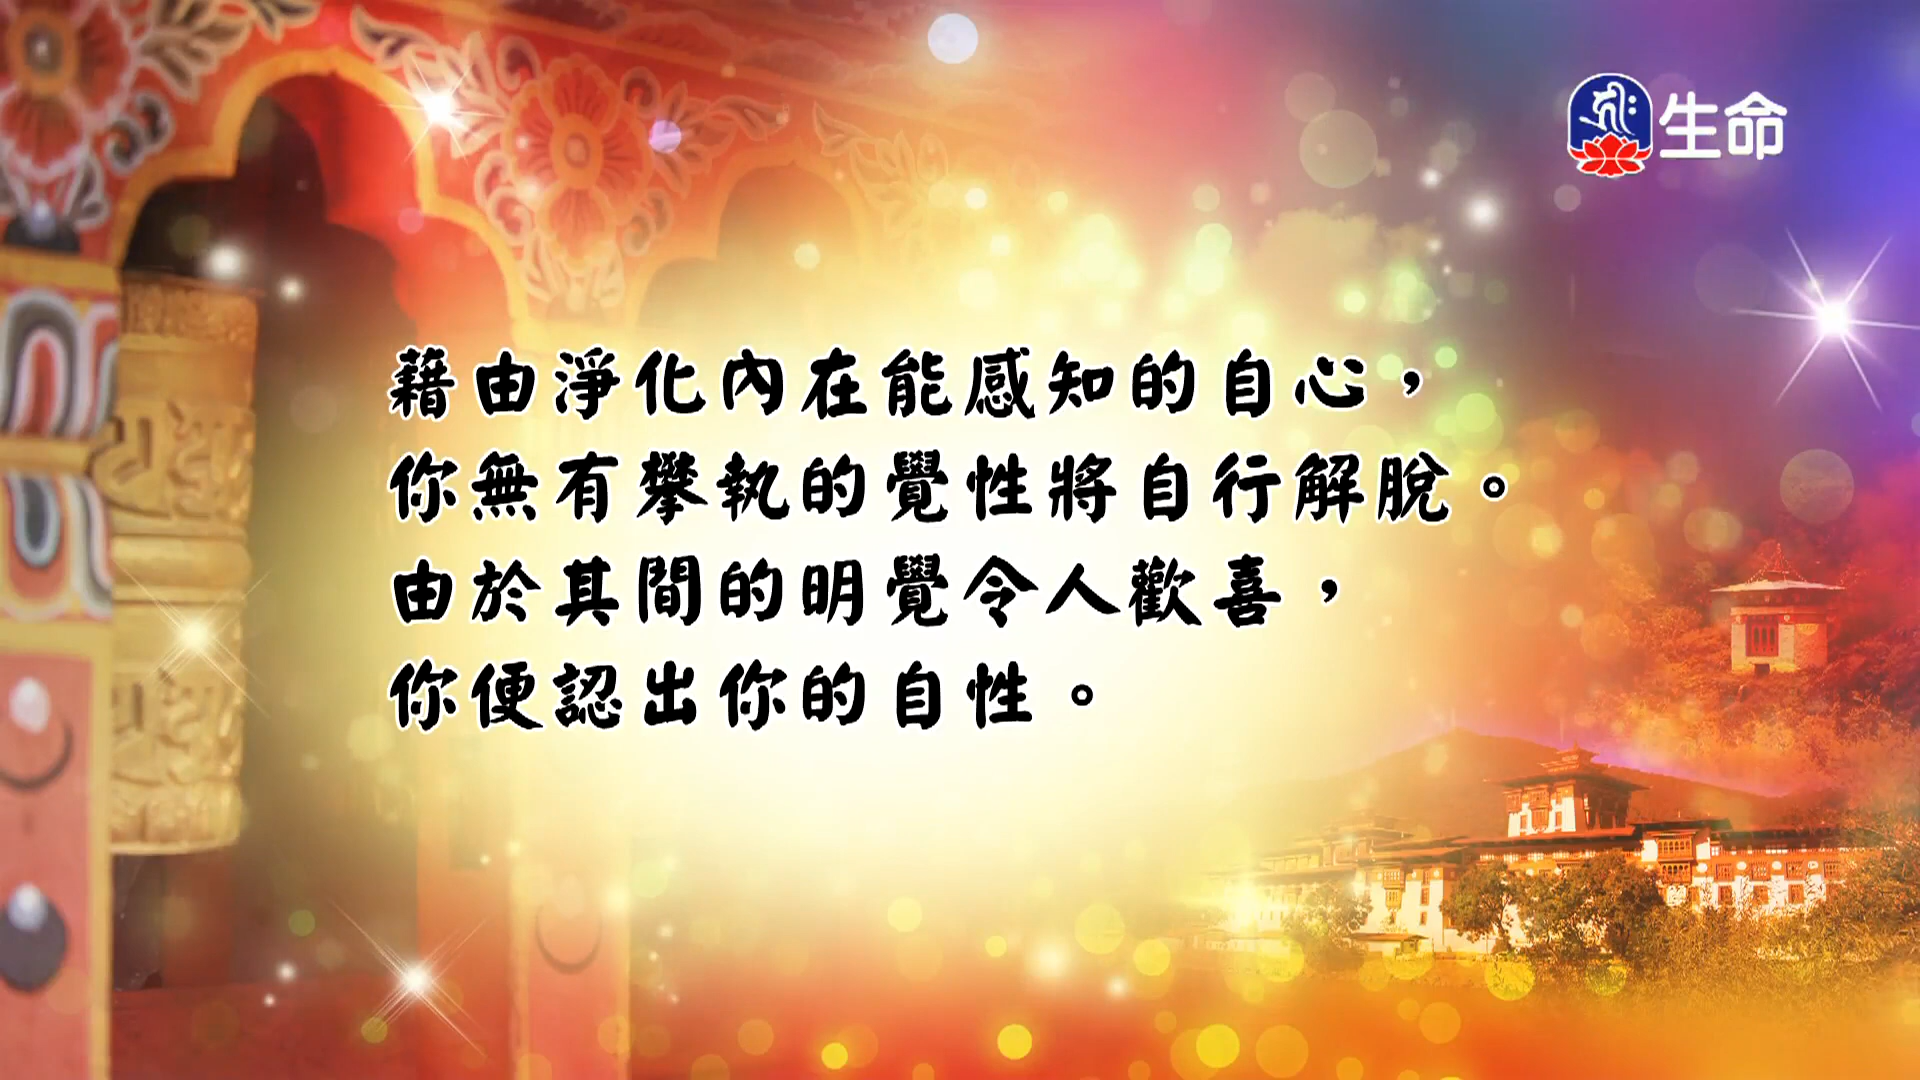 生命
藉由淨化內在能感知的自心，
你無有攀執的覺性將自行解脫。
由於其間的明覺令人歡喜，
你便認出你的自性。